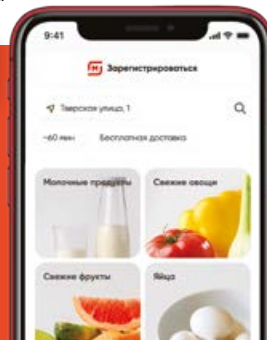 9:41
М Зарегистрироваться
Тверская улица, 1
~60 мин Бесплатная доставка
Молочные продукты Свежие овощи
Свежие фрукты Яйца